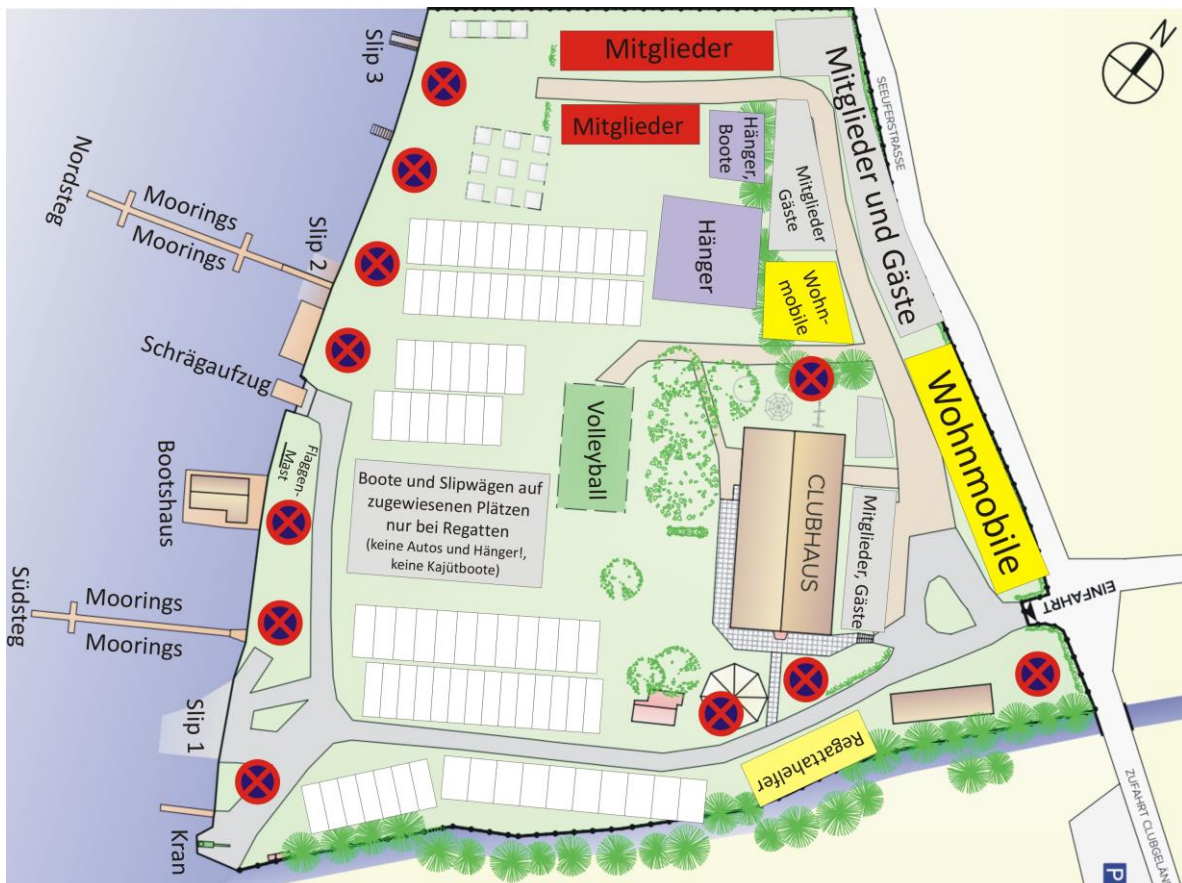 N
Slip 3
Mitglieder
Mitglieder und Gäste
SEEUFERSTRASSE
Mitglieder
Hänger,
Boote
Mitglieder
Gäste
Nordsteg
Moorings
Moorings
Slip 2
Hänger
Wohn-
mobile
Schrägaufzug
Wohnmobile
Volleyball
Flaggen-
Mast
Bootshaus
Boote und Slipwägen auf
zugewiesenen Plätzen
nur bei Regatten
(keine Autos und Hänger!,
keine Kajütboote)
CLUBHAUS
Mitglieder, Gäste
EINFAHRT
Südsteg
Moorings
Moorings
Slip 1
Regattahelfer
Kran
ZUFAHRT CLUBGELÄN
P